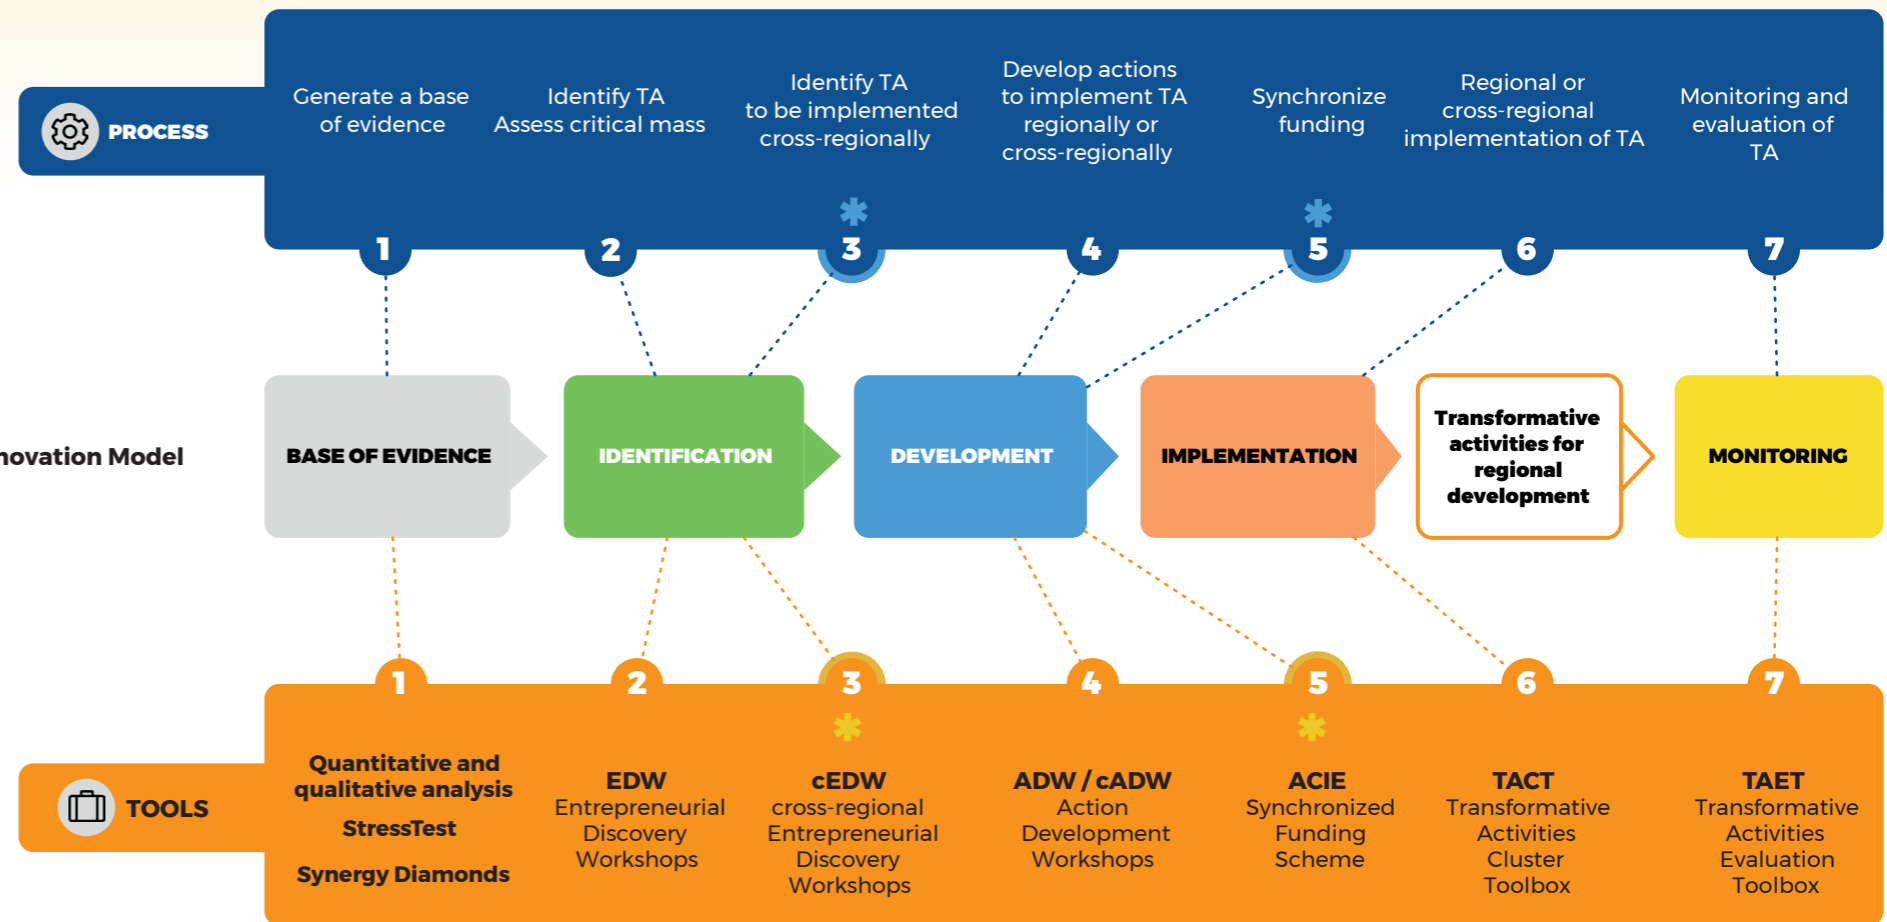 PROCESS
Generate a base
of evidence
Identify TA
Assess critical mass
Identify TA
to be implemented
cross-regionally
Develop actions
to implement TA
regionally or
cross-regionally
Synchronize
funding
Regional or
cross-regional
implementation of TA
Monitoring and
evaluation of
TA
1
2
3
4
5
6
7
novation Model
BASE OF EVIDENCE
IDENTIFICATION
DEVELOPMENT
IMPLEMENTATION
Transformative
activities for
regional
development
MONITORING
1
2
3
4
5
6
7
TOOLS
Quantitative and
qualitative analysis
StressTest
Synergy Diamonds
EDW
Entrepreneurial
Discovery
Workshops
cEDW
cross-regional
Entrepreneurial
Discovery
Workshops
ADW / cADW
Action
Development
Workshops
ACIE
Synchronized
Funding
Scheme
TACT
Transformative
Activities
Cluster
Toolbox
TAET
Transformative
Activities
Evaluation
Toolbox